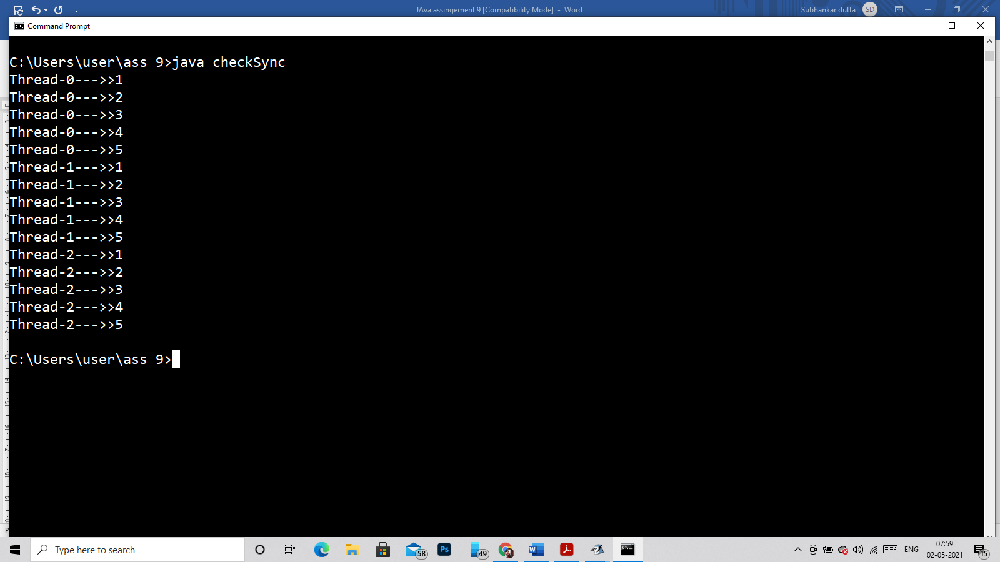 JAva assingement 9 [Compatibility Mode] - Word
Subhankar dutta
SD
Command Prompt
C:\Users\user\ass 9>java checkSync
Thread-0--->>1
Thread-0--->>2
Thread-0--->>3
Thread-0--->>4
Thread-0--->>5
Thread-1--->>1
Thread-1--->>2
Thread-1--->>3
Thread-1--->>4
Thread-1--->>5
Thread-2--->>1
Thread-2--->>2
Thread-2--->>3
Thread-2--->>4
Thread-2--->>5
C:\Users\user\ass 9>
Type here to search
58
Ps
49
ENG
07:59
02-05-2021
15